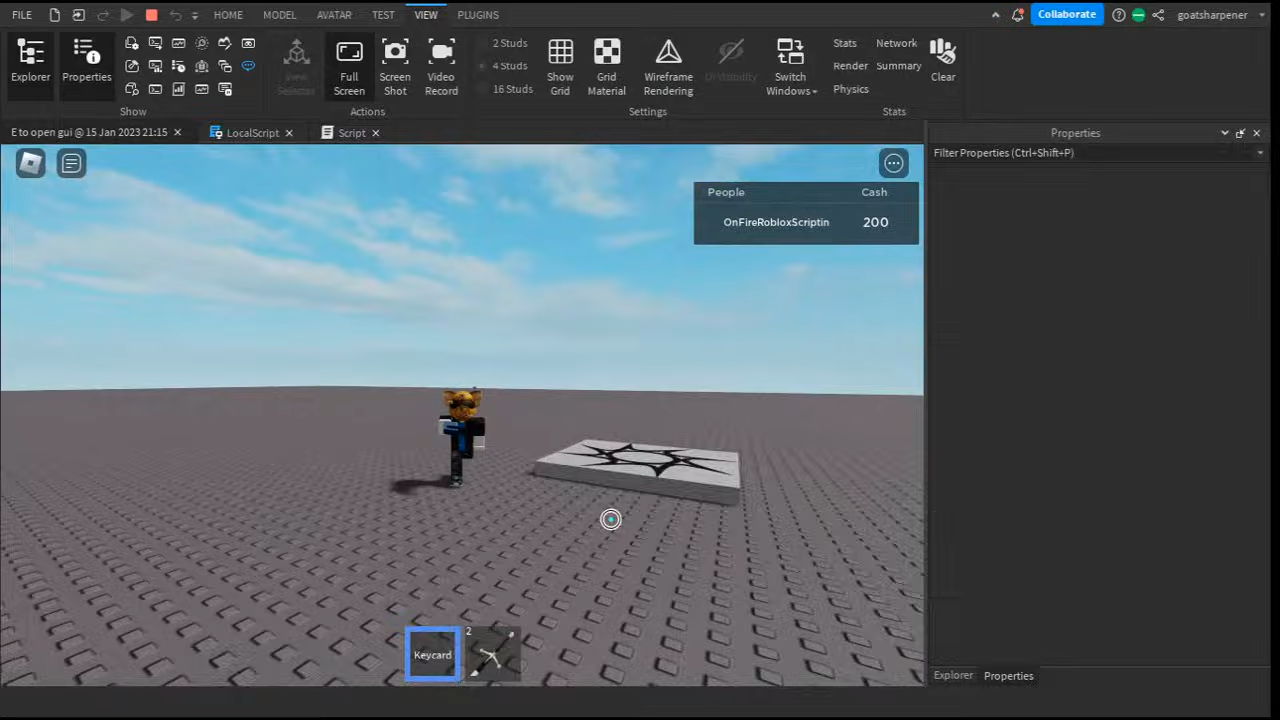 FILE HOME MODEL AVATAR TEST VIEW PLUGINS Collaborate goatsharpener
2 Studs Stats Network
4 Studs Render Summary
16 Studs Physics
Explorer Properties Full Screen Screen Shot Video Record Show Grid Grid Material Wireframe Rendering UI Visibility Switch Windows Clear
Show Actions Settings Stats
E to open gui @ 15 Jan 2023 21:15 LocalScript Script Properties
Filter Properties (Ctrl+Shift+P)
People Cash
OnFireRobloxScriptin 200
2
Keycard
Explorer Properties